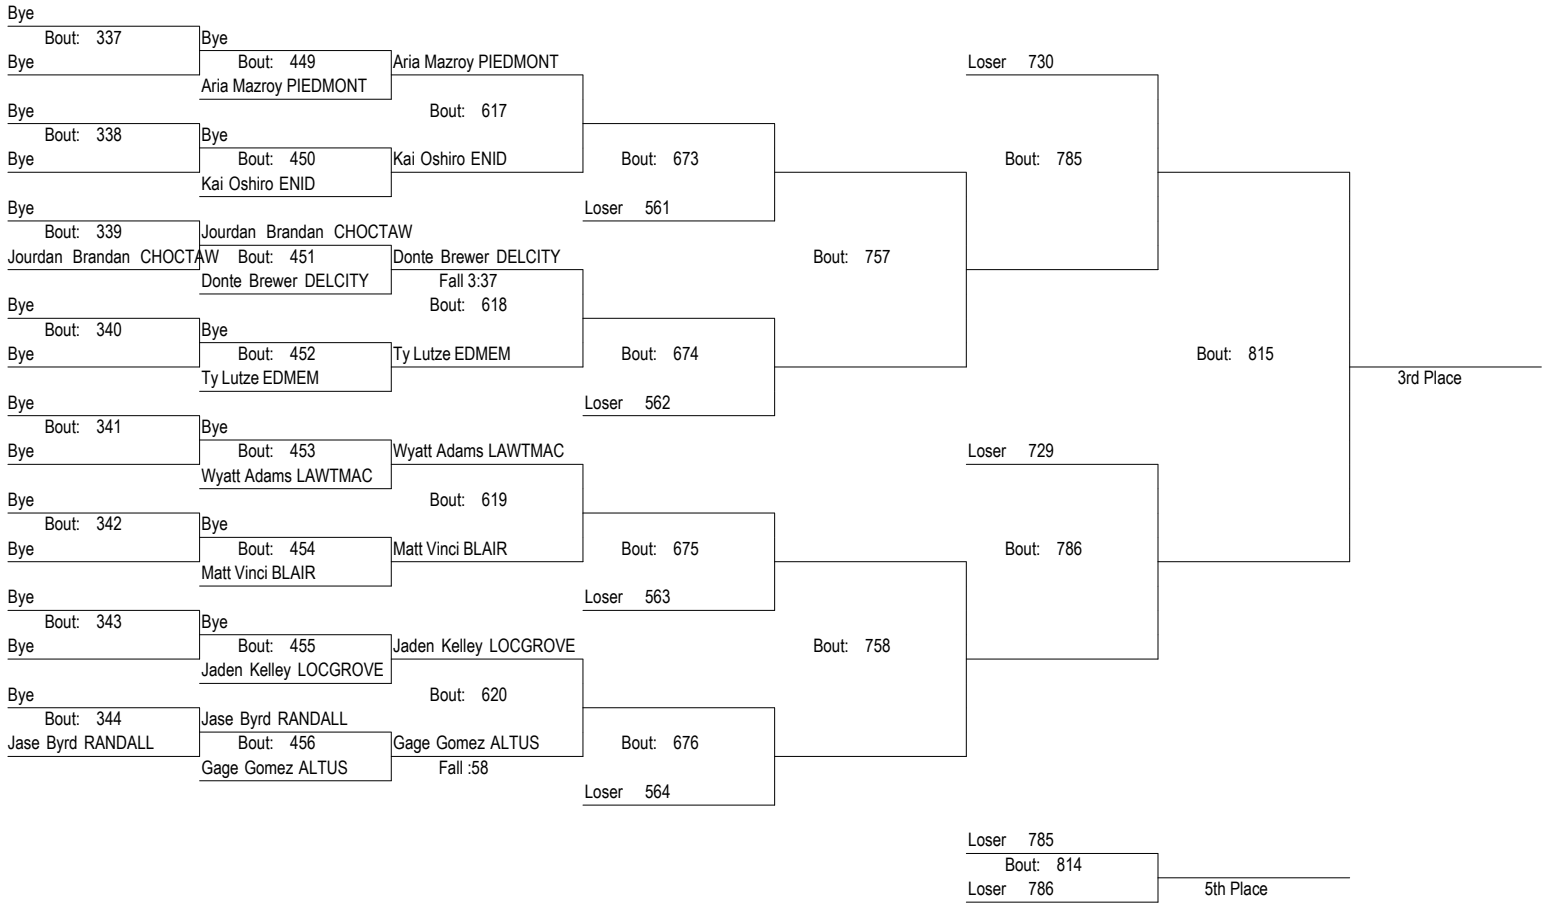 Bye
Bout: 337 Bye
Bye Bout: 449 Aria Mazroy PIEDMONT Loser 730
Aria Mazroy PIEDMONT
Bye Bout: 617
Bout: 338 Bye
Bye Bout: 450 Kai Oshiro ENID Bout: 673 Bout: 785
Kai Oshiro ENID
Bye Loser 561
Bout: 339 Jourdan Brandan CHOCTAW
Jourdan Brandan CHOCTAW Bout: 451 Donte Brewer DELCITY Bout: 757
Donte Brewer DELCITY Fall 3:37
Bye Bout: 618
Bout: 340 Bye
Bye Bout: 452 Ty Lutze EDMEM Bout: 674 Bout: 815
Ty Lutze EDMEM 3rd Place
Bye Loser 562
Bout: 341 Bye
Bye Bout: 453 Wyatt Adams LAWTMAC Loser 729
Wyatt Adams LAWTMAC
Bye Bout: 619
Bout: 342 Bye
Bye Bout: 454 Matt Vinci BLAIR Bout: 675 Bout: 786
Matt Vinci BLAIR
Bye Loser 563
Bout: 343 Bye
Bye Bout: 455 Jaden Kelley LOCGROVE Bout: 758
Jaden Kelley LOCGROVE
Bye Bout: 620
Bout: 344 Jase Byrd RANDALL
Jase Byrd RANDALL Bout: 456 Gage Gomez ALTUS Bout: 676
Gage Gomez ALTUS Fall :58
Loser 564
Loser 785
Bout: 814
Loser 786 5th Place